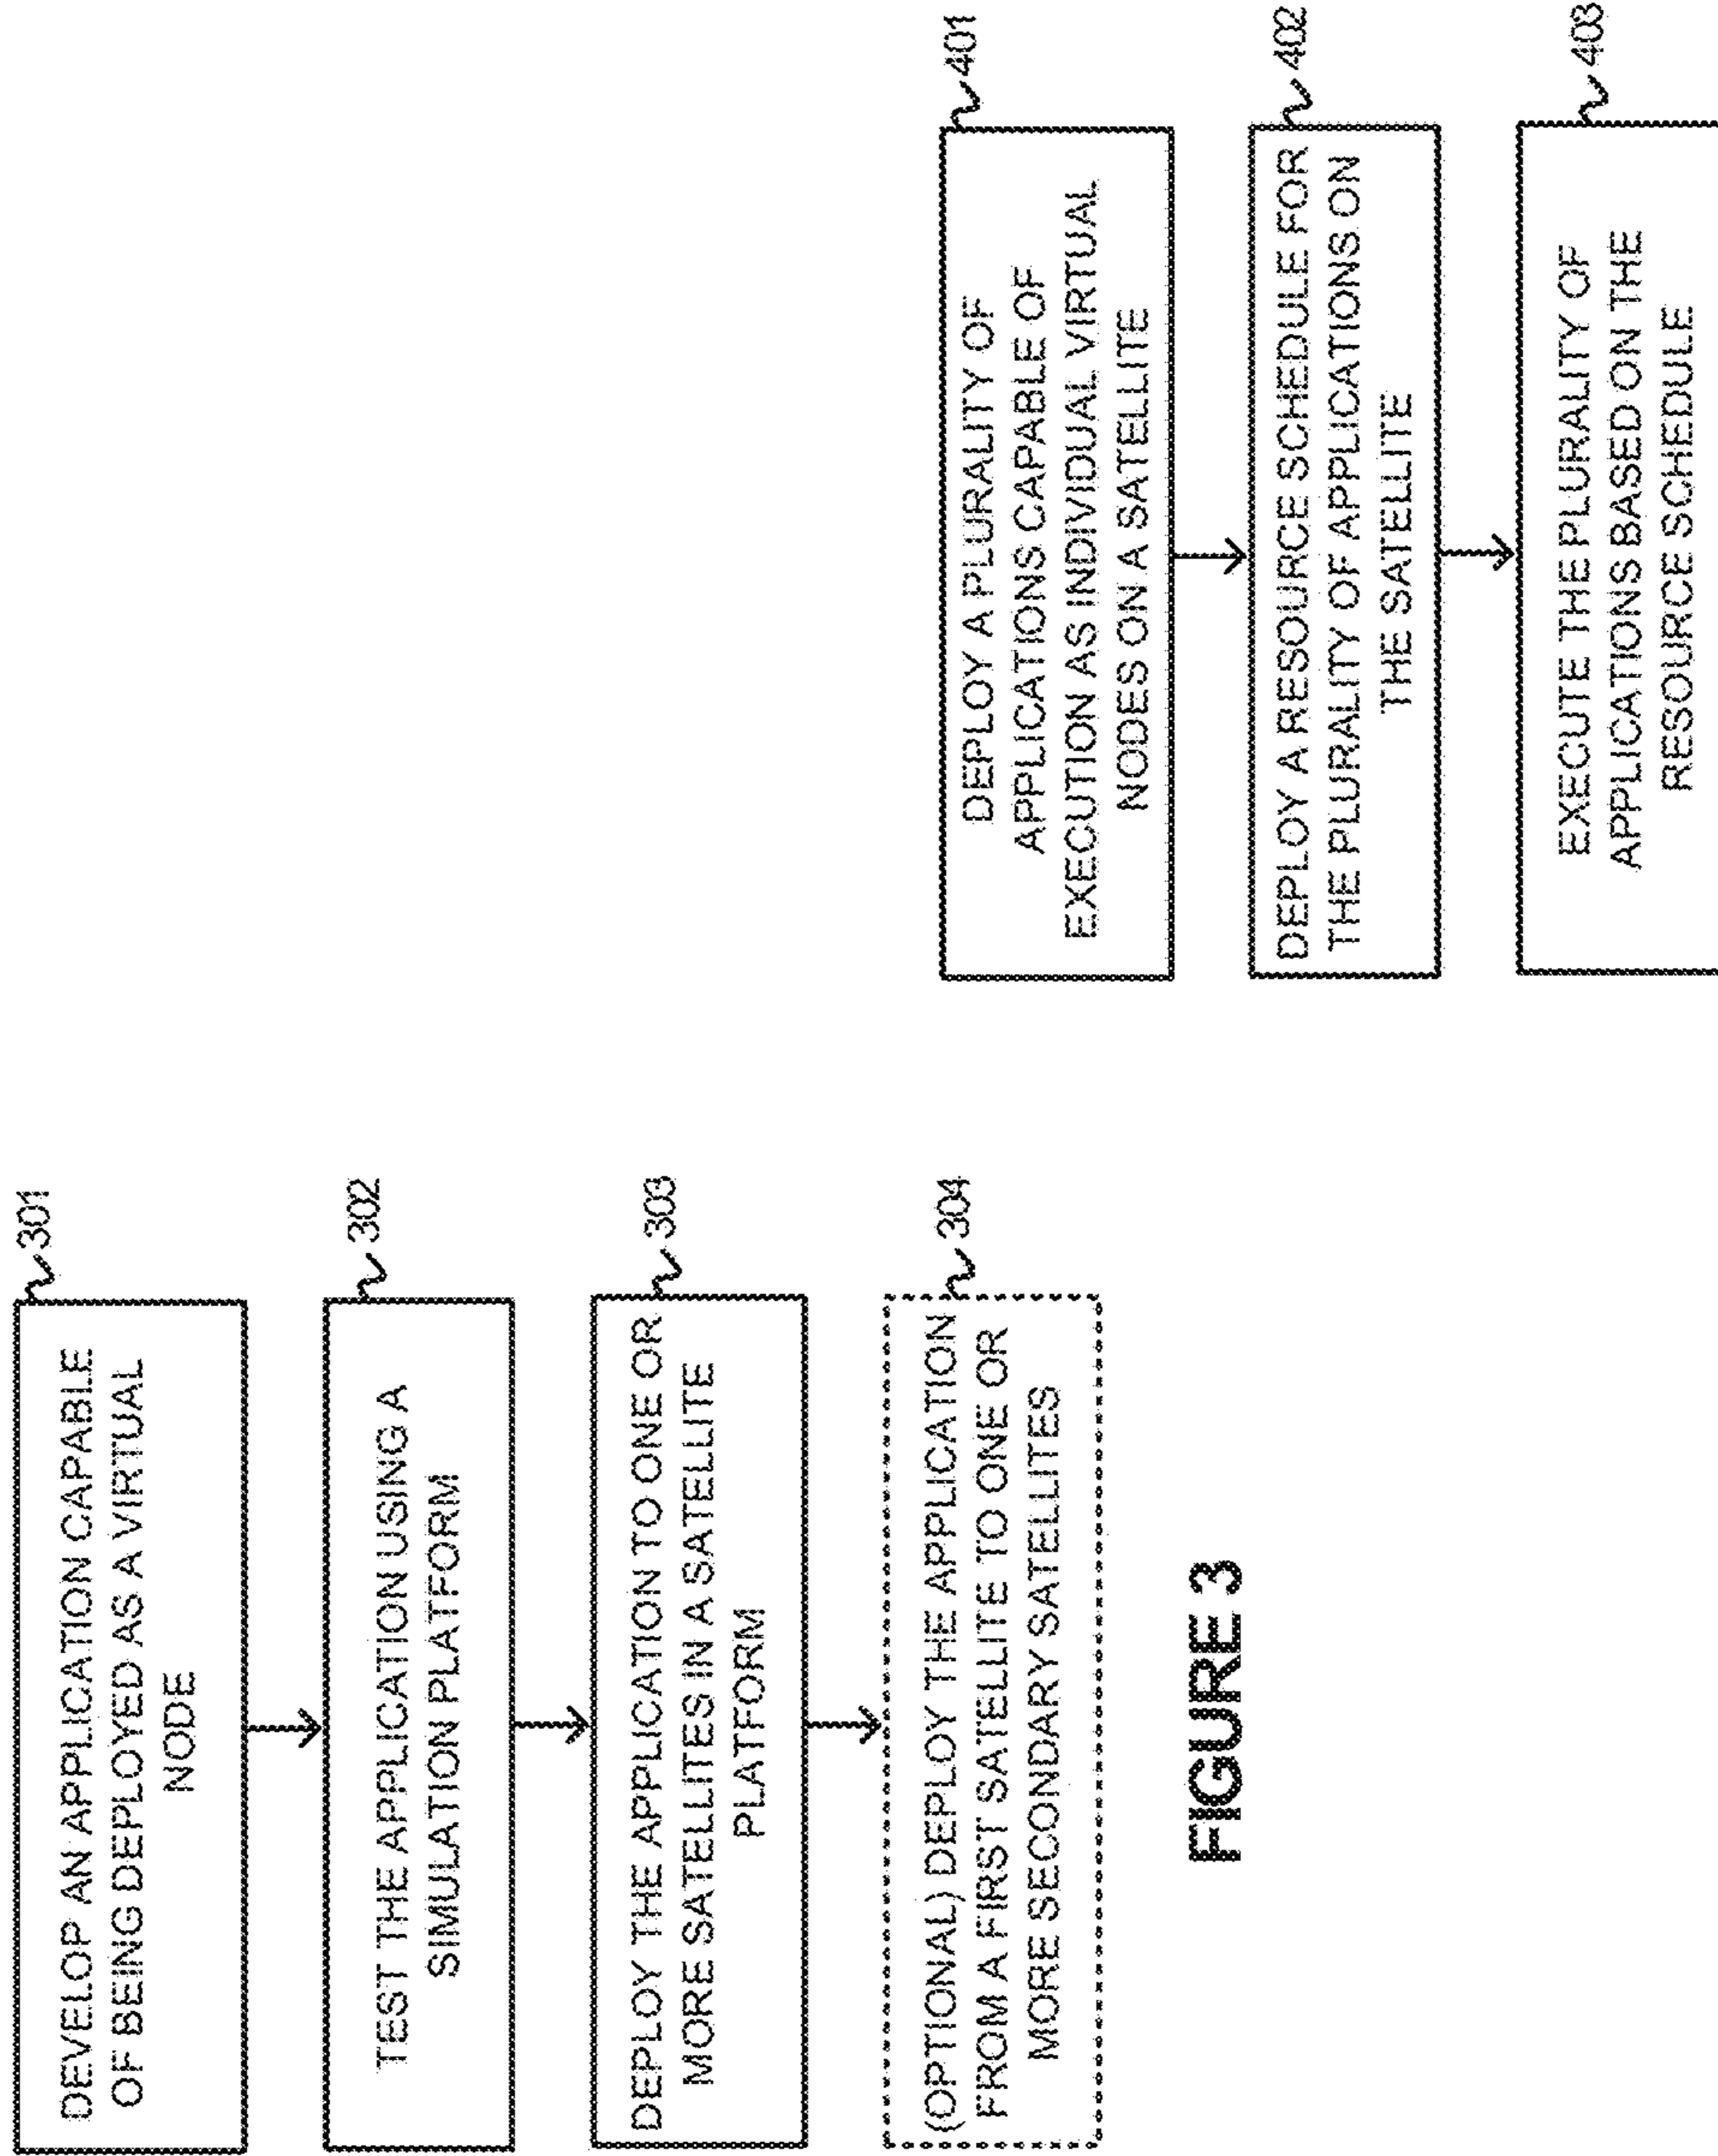 301
DEVELOP AN APPLICATION CAPABLE
OF BEING DEPLOYED AS A VIRTUAL
NODE
302
TEST THE APPLICATION USING A
SIMULATION PLATFORM
303
DEPLOY THE APPLICATION TO ONE OR
MORE SATELLITES IN A SATELLITE
PLATFORM
304
(OPTIONAL) DEPLOY THE APPLICATION
FROM A FIRST SATELLITE TO ONE OR
MORE SECONDARY SATELLITES
FIGURE 3
401
DEPLOY A PLURALITY OF
APPLICATIONS CAPABLE OF
EXECUTION AS INDIVIDUAL VIRTUAL
NODES ON A SATELLITE
402
DEPLOY A RESOURCE SCHEDULE FOR
THE PLURALITY OF APPLICATIONS ON
THE SATELLITE
403
EXECUTE THE PLURALITY OF
APPLICATIONS BASED ON THE
RESOURCE SCHEDULE